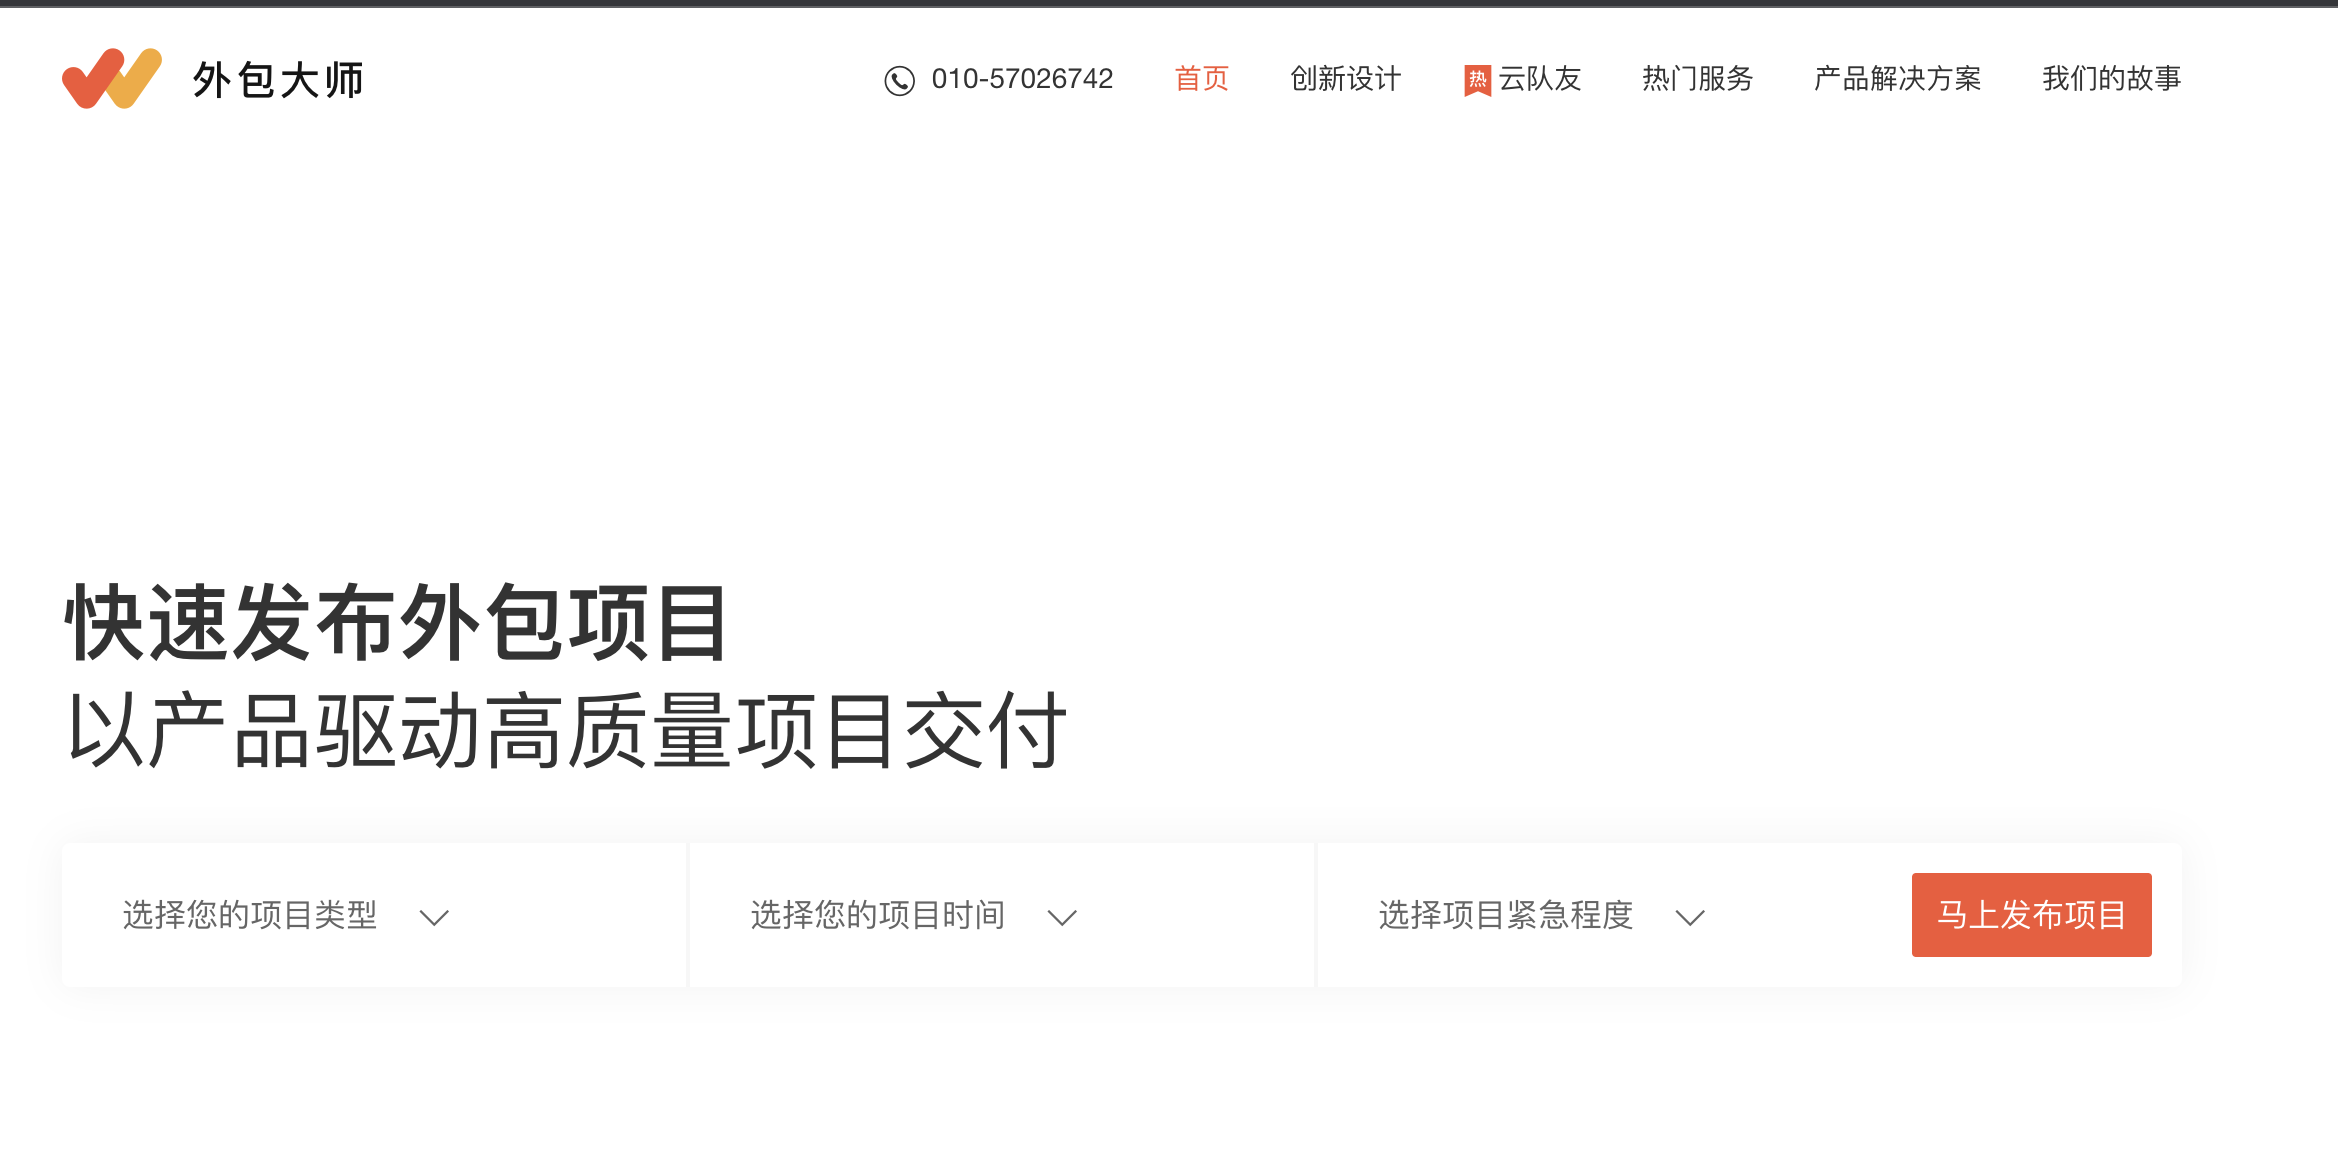 外包大师
010-57026742 首页 创新设计 热 云队友 热门服务 产品解决方案 我们的故事
快速发布外包项目
以产品驱动高质量项目交付
选择您的项目类型 选择您的项目时间 选择项目紧急程度 马上发布项目